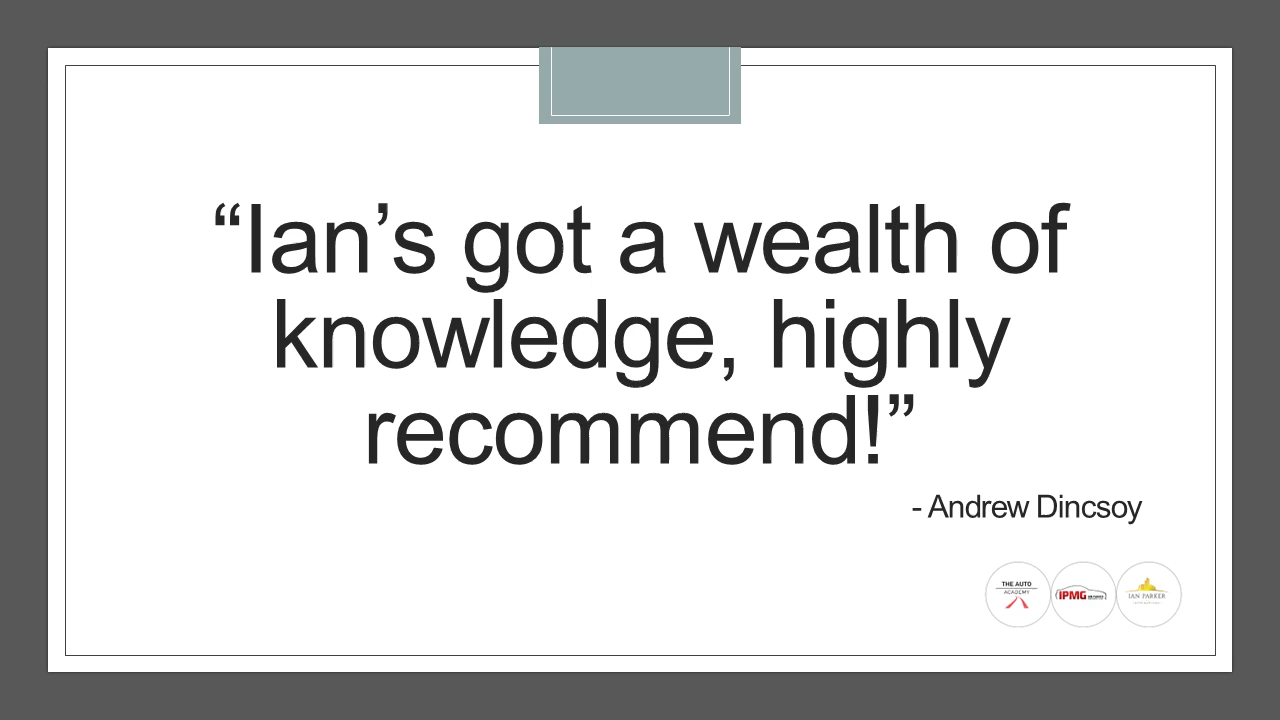 “Ian’s got a wealth of
knowledge, highly
recommend!”
- Andrew Dincsoy
THE AUTO
ACADEMY
IPMG
IAN PARKER